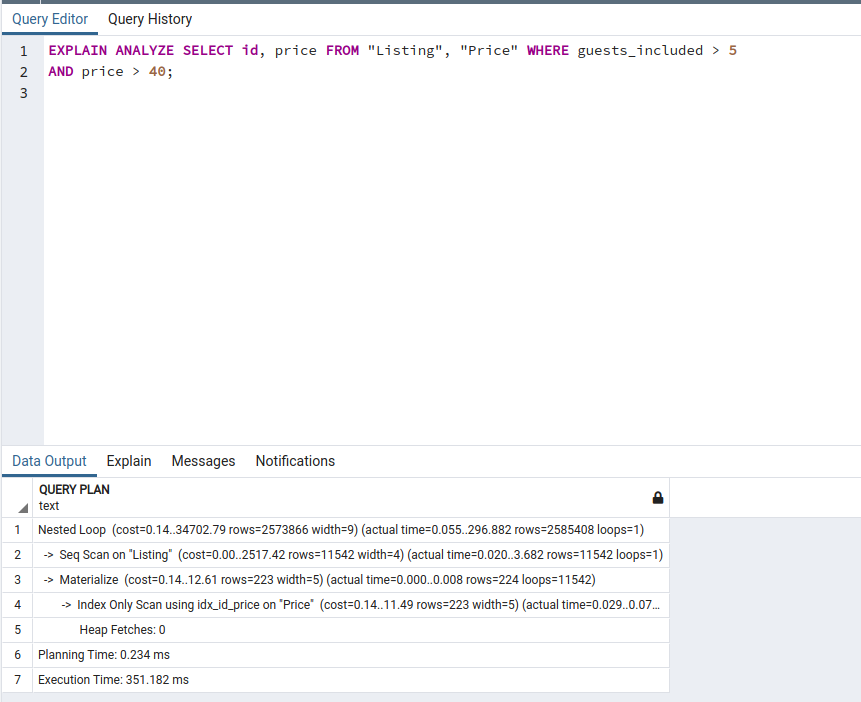 Query Editor Query History
1 EXPLAIN ANALYZE SELECT id, price FROM "Listing", "Price" WHERE guests_included > 5
2 AND price > 40;
3
Data Output Explain Messages Notifications
QUERY PLAN
text
1 Nested Loop (cost=0.14..34702.79 rows=2573866 width=9) (actual time=0.055..296.882 rows=2585408 loops=1)
2 -> Seq Scan on "Listing" (cost=0.00..2517.42 rows=11542 width=4) (actual time=0.020..3.682 rows=11542 loops=1)
3 -> Materialize (cost=0.14..12.61 rows=223 width=5) (actual time=0.000..0.008 rows=224 loops=11542)
4 -> Index Only Scan using idx_id_price on "Price" (cost=0.14..11.49 rows=223 width=5) (actual time=0.029..0.07...
5 Heap Fetches: 0
6 Planning Time: 0.234 ms
7 Execution Time: 351.182 ms